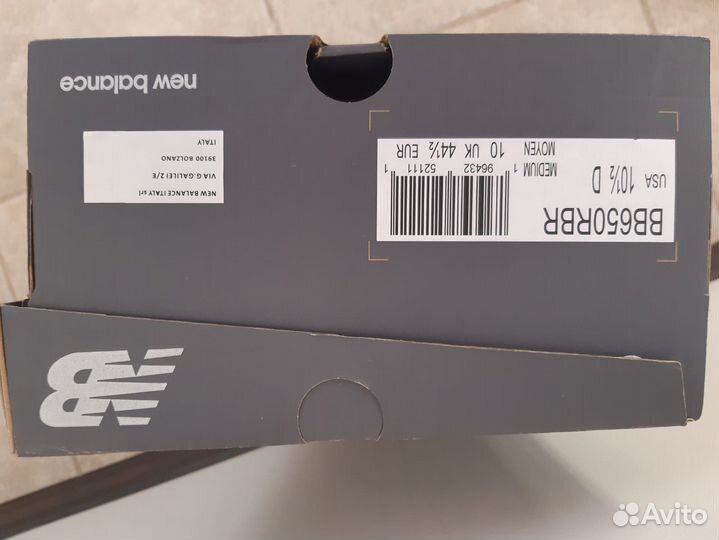 NB
BB650RBR
USA 10½ D
MEDIUM
MOYEN
10 UK 44½ EUR
1 96432 52111 1
NEW BALANCE ITALY srl
VIA G.GALILEI 2/E
39100 BOLZANO
ITALY
new balance
Avito